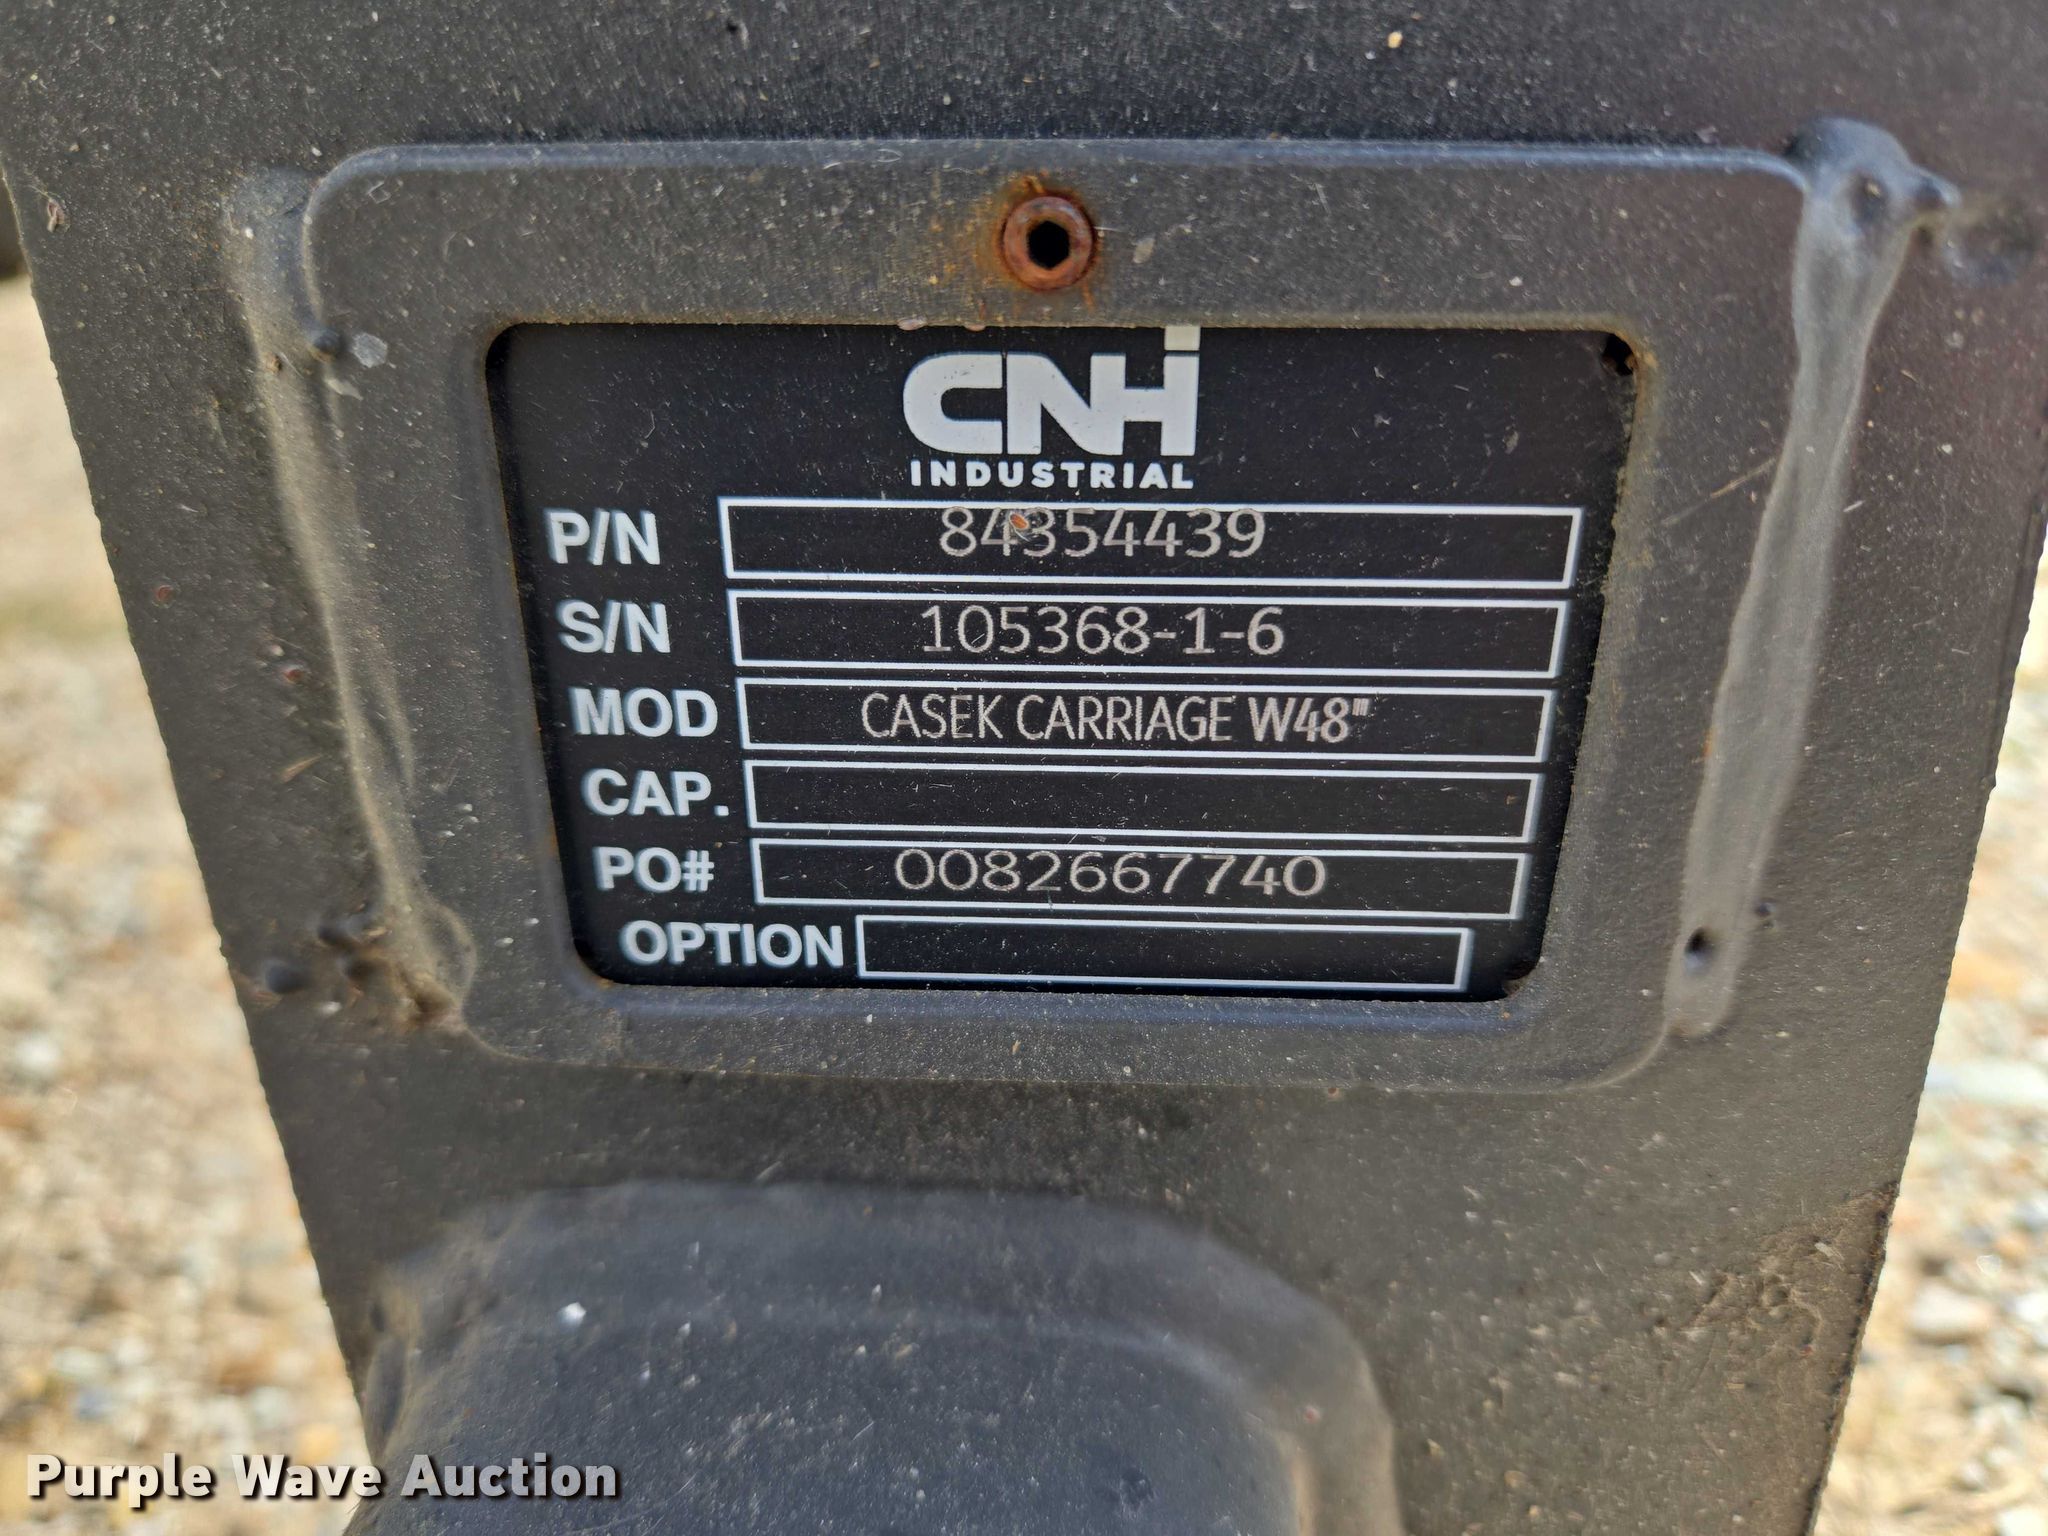 CNH
INDUSTRIAL
P/N 84354439
S/N 105368-1-6
MOD CASEK CARRIAGE W48"
CAP.
PO# 0082667740
OPTION
Purple Wave Auction